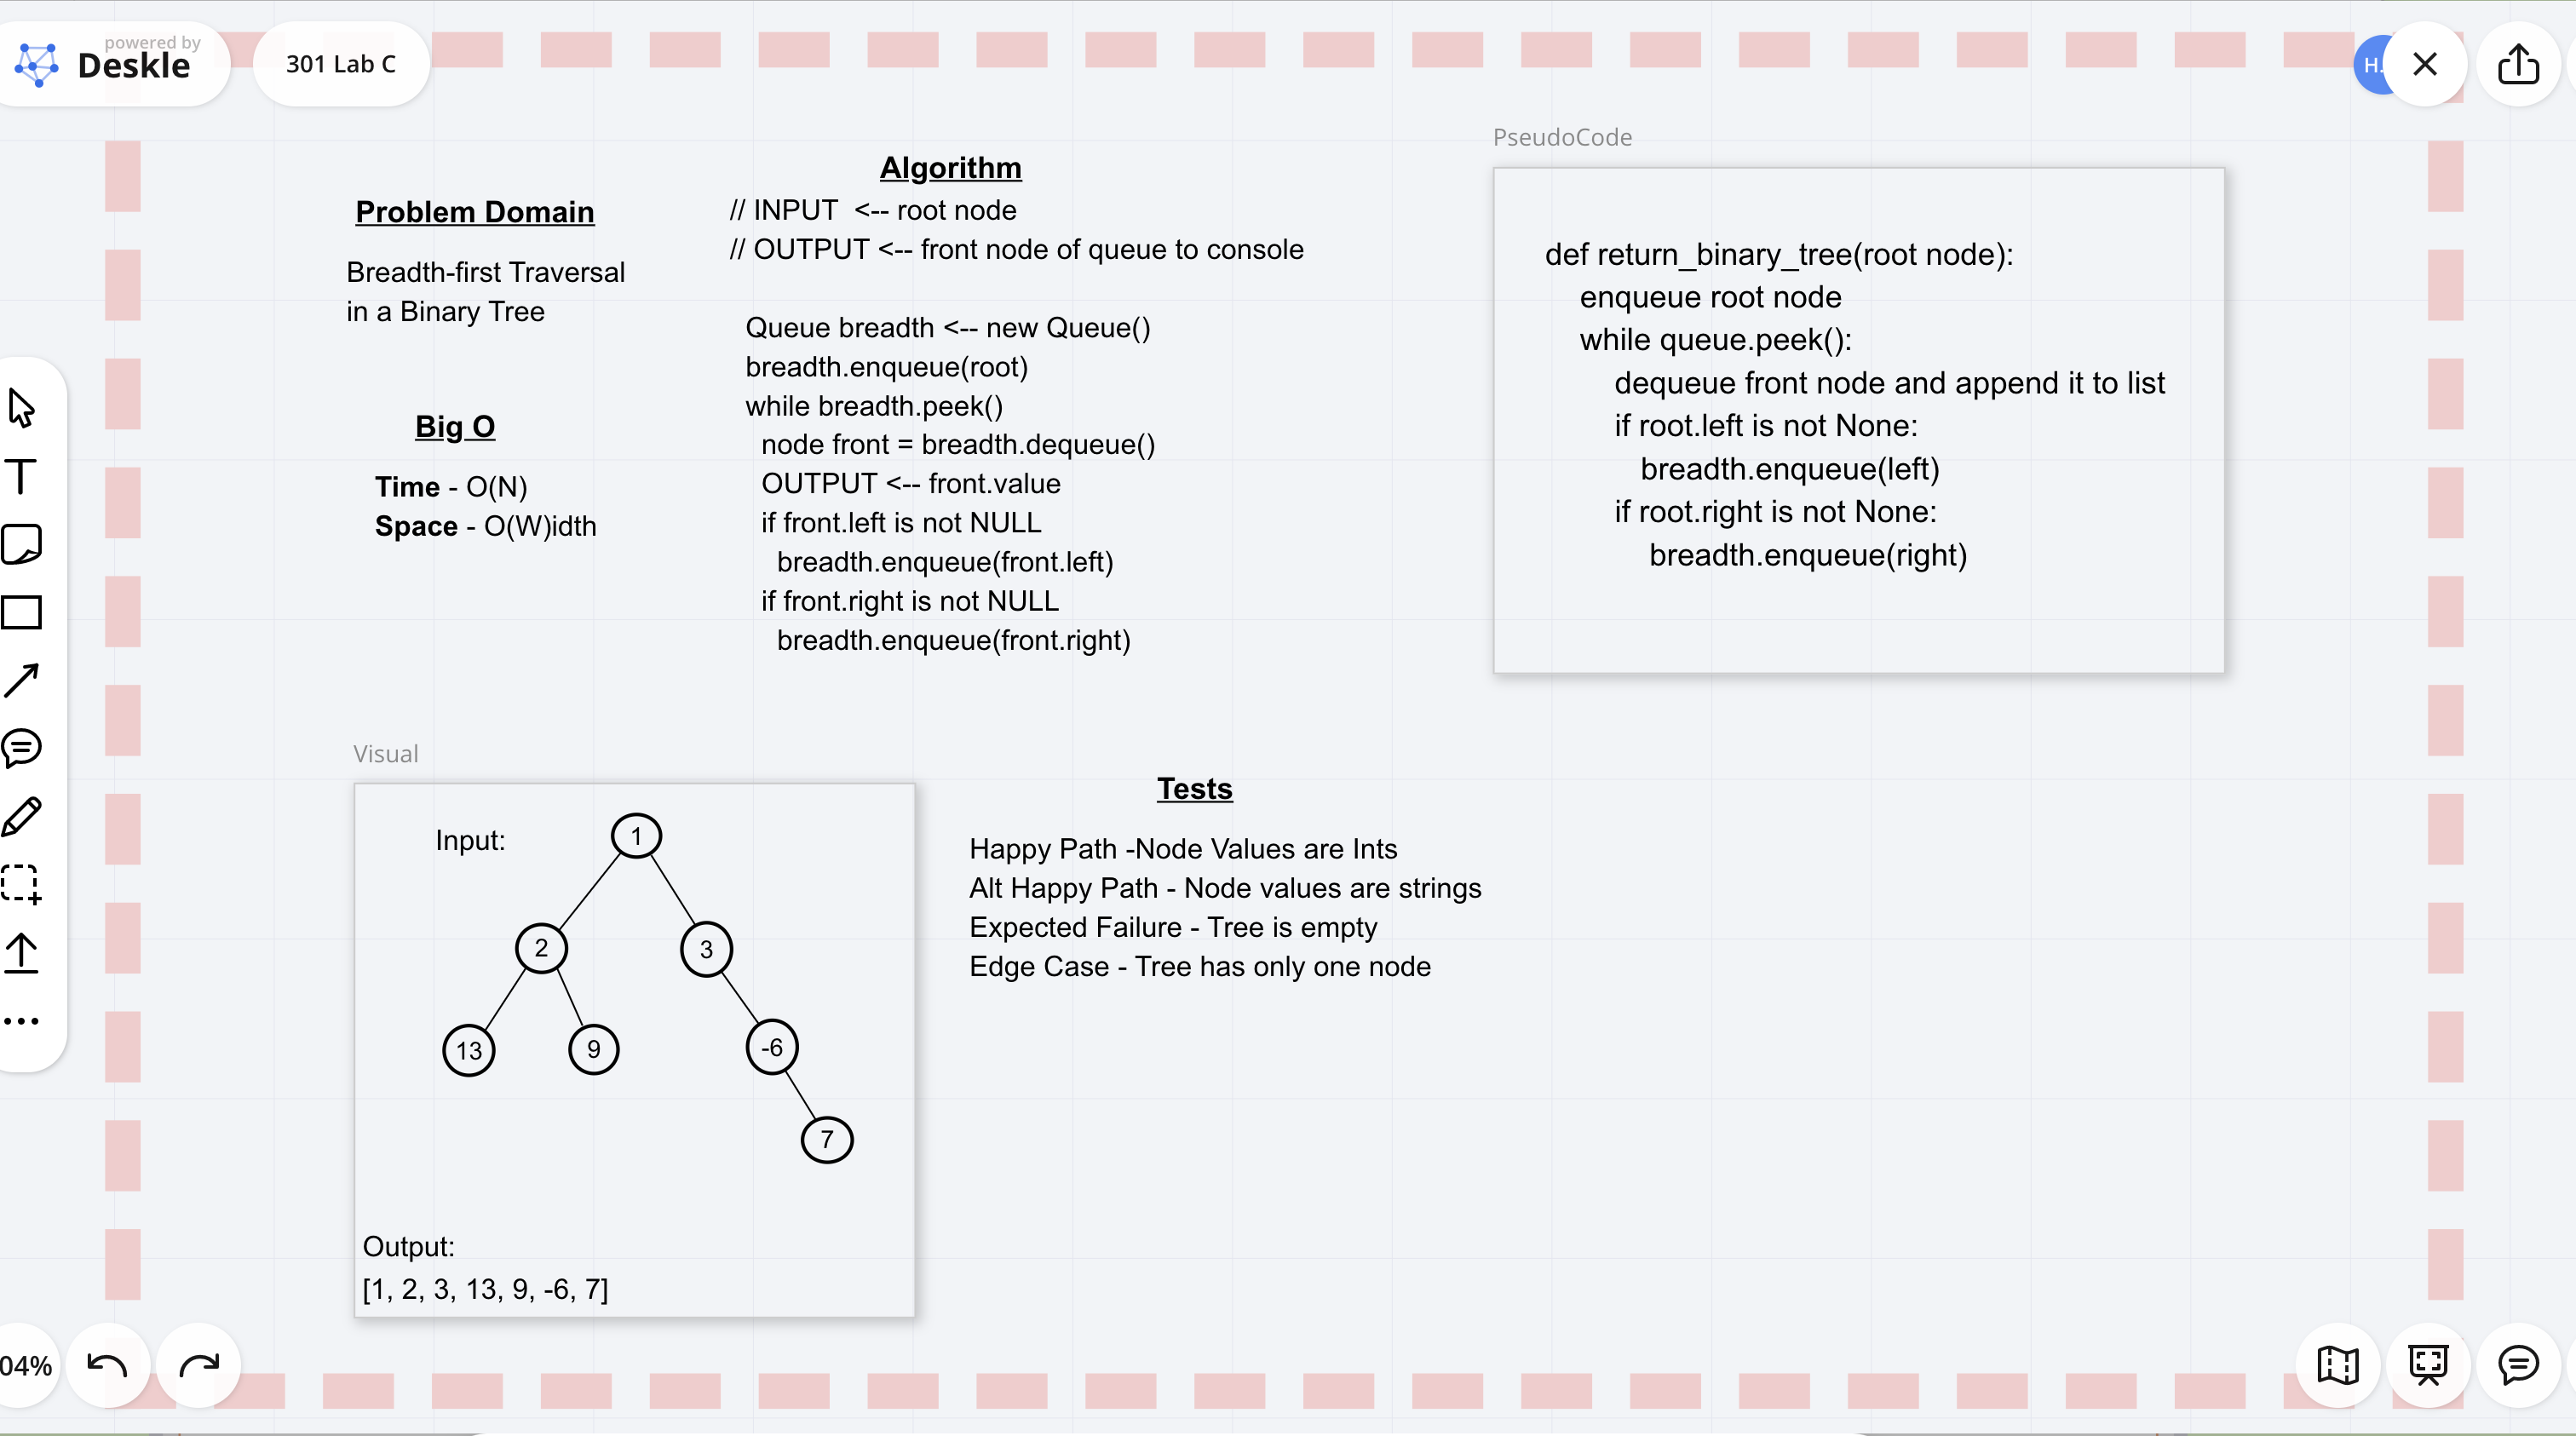 powered by
Deskle
301 Lab C
H.
Problem Domain
Breadth-first Traversal
in a Binary Tree
Big O
Time - O(N)
Space - O(W)idth
Algorithm
// INPUT <-- root node
// OUTPUT <-- front node of queue to console
Queue breadth <-- new Queue()
breadth.enqueue(root)
while breadth.peek()
node front = breadth.dequeue()
OUTPUT <-- front.value
if front.left is not NULL
breadth.enqueue(front.left)
if front.right is not NULL
breadth.enqueue(front.right)
PseudoCode
def return_binary_tree(root node):
enqueue root node
while queue.peek():
dequeue front node and append it to list
if root.left is not None:
breadth.enqueue(left)
if root.right is not None:
breadth.enqueue(right)
Visual
Input:
1
2
3
13
9
-6
7
Output:
[1, 2, 3, 13, 9, -6, 7]
Tests
Happy Path -Node Values are Ints
Alt Happy Path - Node values are strings
Expected Failure - Tree is empty
Edge Case - Tree has only one node
04%